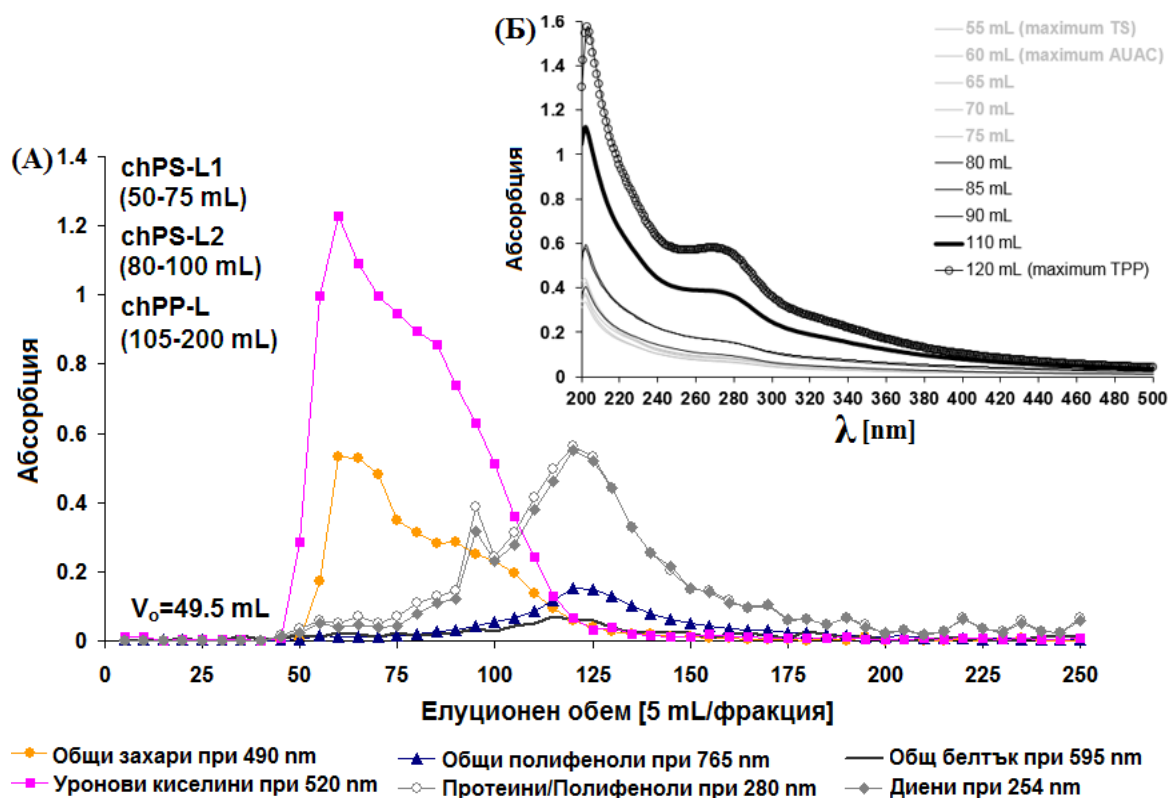 (Б)
1.6
1.4
1.2
1
0.8
0.6
0.4
0.2
0
Абсорбция
55 mL (maximum TS)
60 mL (maximum AUAC)
65 mL
70 mL
75 mL
80 mL
85 mL
90 mL
110 mL
120 mL (maximum TPP)
200 220 240 260 280 300 320 340 360 380 400 420 440 460 480 500
λ [nm]
(А)
1.4
1.2
1
0.8
0.6
0.4
0.2
0
Абсорбция
chPS-L1
(50-75 mL)
chPS-L2
(80-100 mL)
chPP-L
(105-200 mL)
Vo=49.5 mL
0 25 50 75 100 125 150 175 200 225 250
Елуционен обем [5 mL/фракция]
Общи захари при 490 nm
Общи полифеноли при 765 nm
Общ белтък при 595 nm
Уронови киселини при 520 nm
Протеини/Полифеноли при 280 nm
Диени при 254 nm